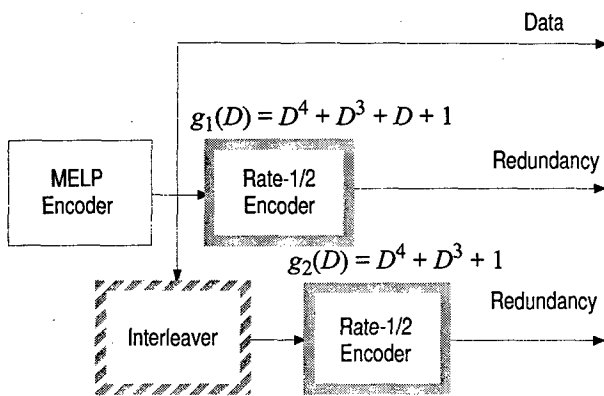 Data
g₁(D) = D⁴ + D³ + D + 1
MELP
Encoder
Rate-1/2
Encoder
Redundancy
g₂(D) = D⁴ + D³ + 1
Interleaver
Rate-1/2
Encoder
Redundancy